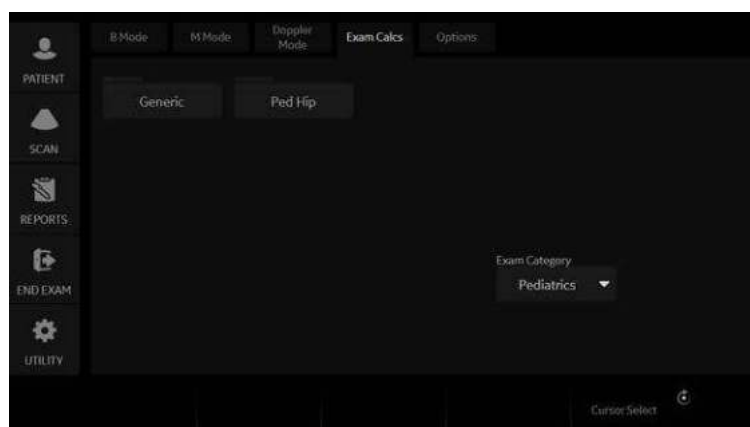 B Mode
M Mode
Doppler
Mode
Exam Calcs
Options
PATIENT
Generic
Ped Hip
SCAN
REPORTS
Exam Category
Pediatrics
END EXAM
UTILITY
Cursor Select